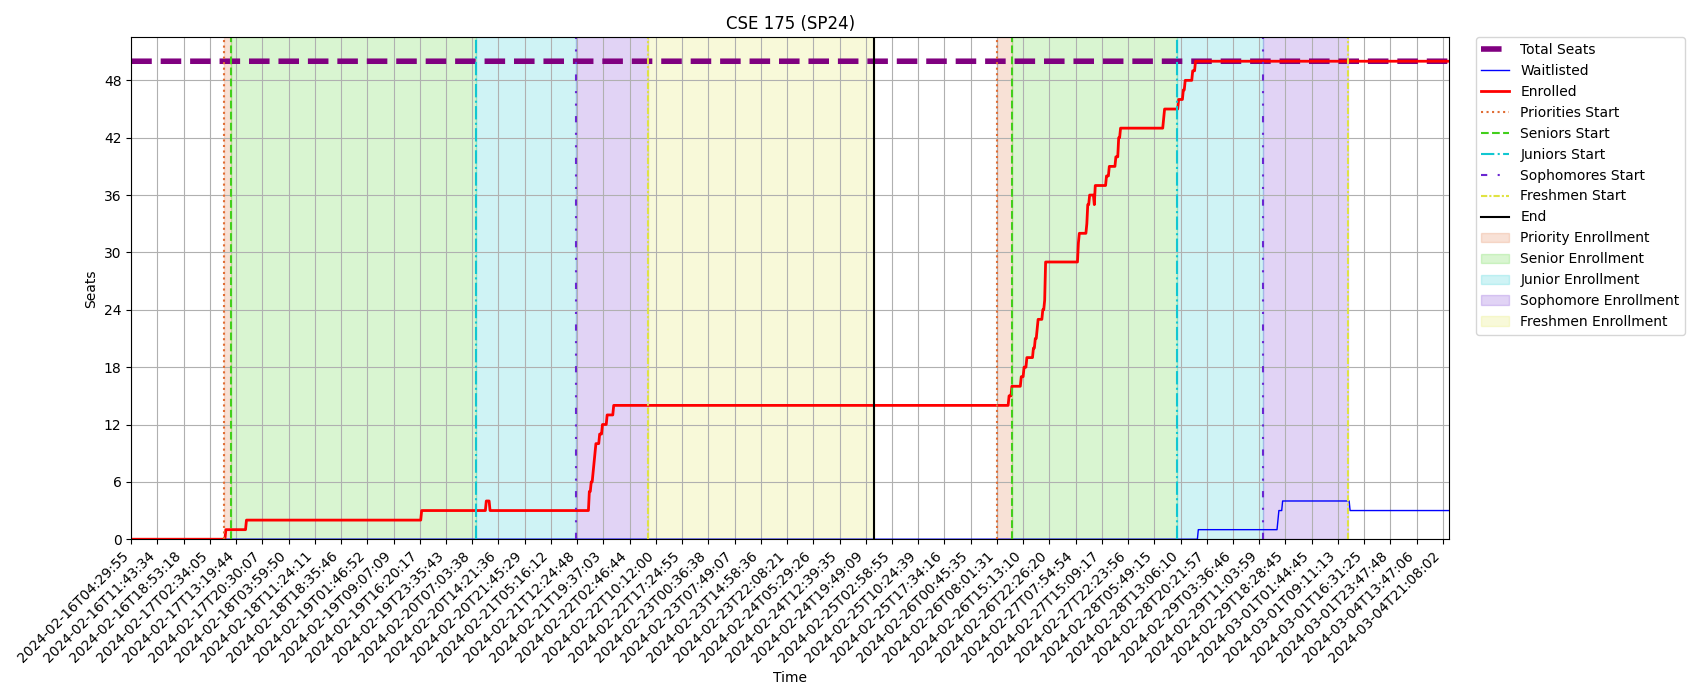 CSE 175 (SP24)
Seats
48
42
36
30
24
18
12
6
0
2024-02-16T04:29:55
2024-02-16T11:43:34
2024-02-16T18:53:18
2024-02-17T02:34:05
2024-02-17T13:19:44
2024-02-17T20:30:07
2024-02-18T03:59:50
2024-02-18T11:24:11
2024-02-18T18:35:46
2024-02-19T01:46:52
2024-02-19T09:07:09
2024-02-19T16:20:17
2024-02-19T23:35:43
2024-02-20T07:03:38
2024-02-20T14:21:36
2024-02-20T21:45:29
2024-02-21T05:16:12
2024-02-21T12:24:48
2024-02-21T19:37:03
2024-02-22T02:46:44
2024-02-22T10:12:00
2024-02-22T17:24:55
2024-02-23T00:36:38
2024-02-23T07:49:07
2024-02-23T14:58:36
2024-02-23T22:08:21
2024-02-24T05:29:26
2024-02-24T12:39:35
2024-02-24T19:49:09
2024-02-25T02:58:55
2024-02-25T10:24:39
2024-02-25T17:34:16
2024-02-26T00:45:35
2024-02-26T08:01:31
2024-02-26T15:13:10
2024-02-26T22:26:20
2024-02-27T07:54:54
2024-02-27T15:09:17
2024-02-27T22:23:56
2024-02-28T05:49:15
2024-02-28T13:06:10
2024-02-28T20:21:57
2024-02-29T03:36:46
2024-02-29T11:03:59
2024-02-29T18:28:45
2024-03-01T01:44:45
2024-03-01T09:11:13
2024-03-01T16:31:25
2024-03-01T23:47:48
2024-03-04T13:47:06
2024-03-04T21:08:02
Time
Total Seats
Waitlisted
Enrolled
Priorities Start
Seniors Start
Juniors Start
Sophomores Start
Freshmen Start
End
Priority Enrollment
Senior Enrollment
Junior Enrollment
Sophomore Enrollment
Freshmen Enrollment